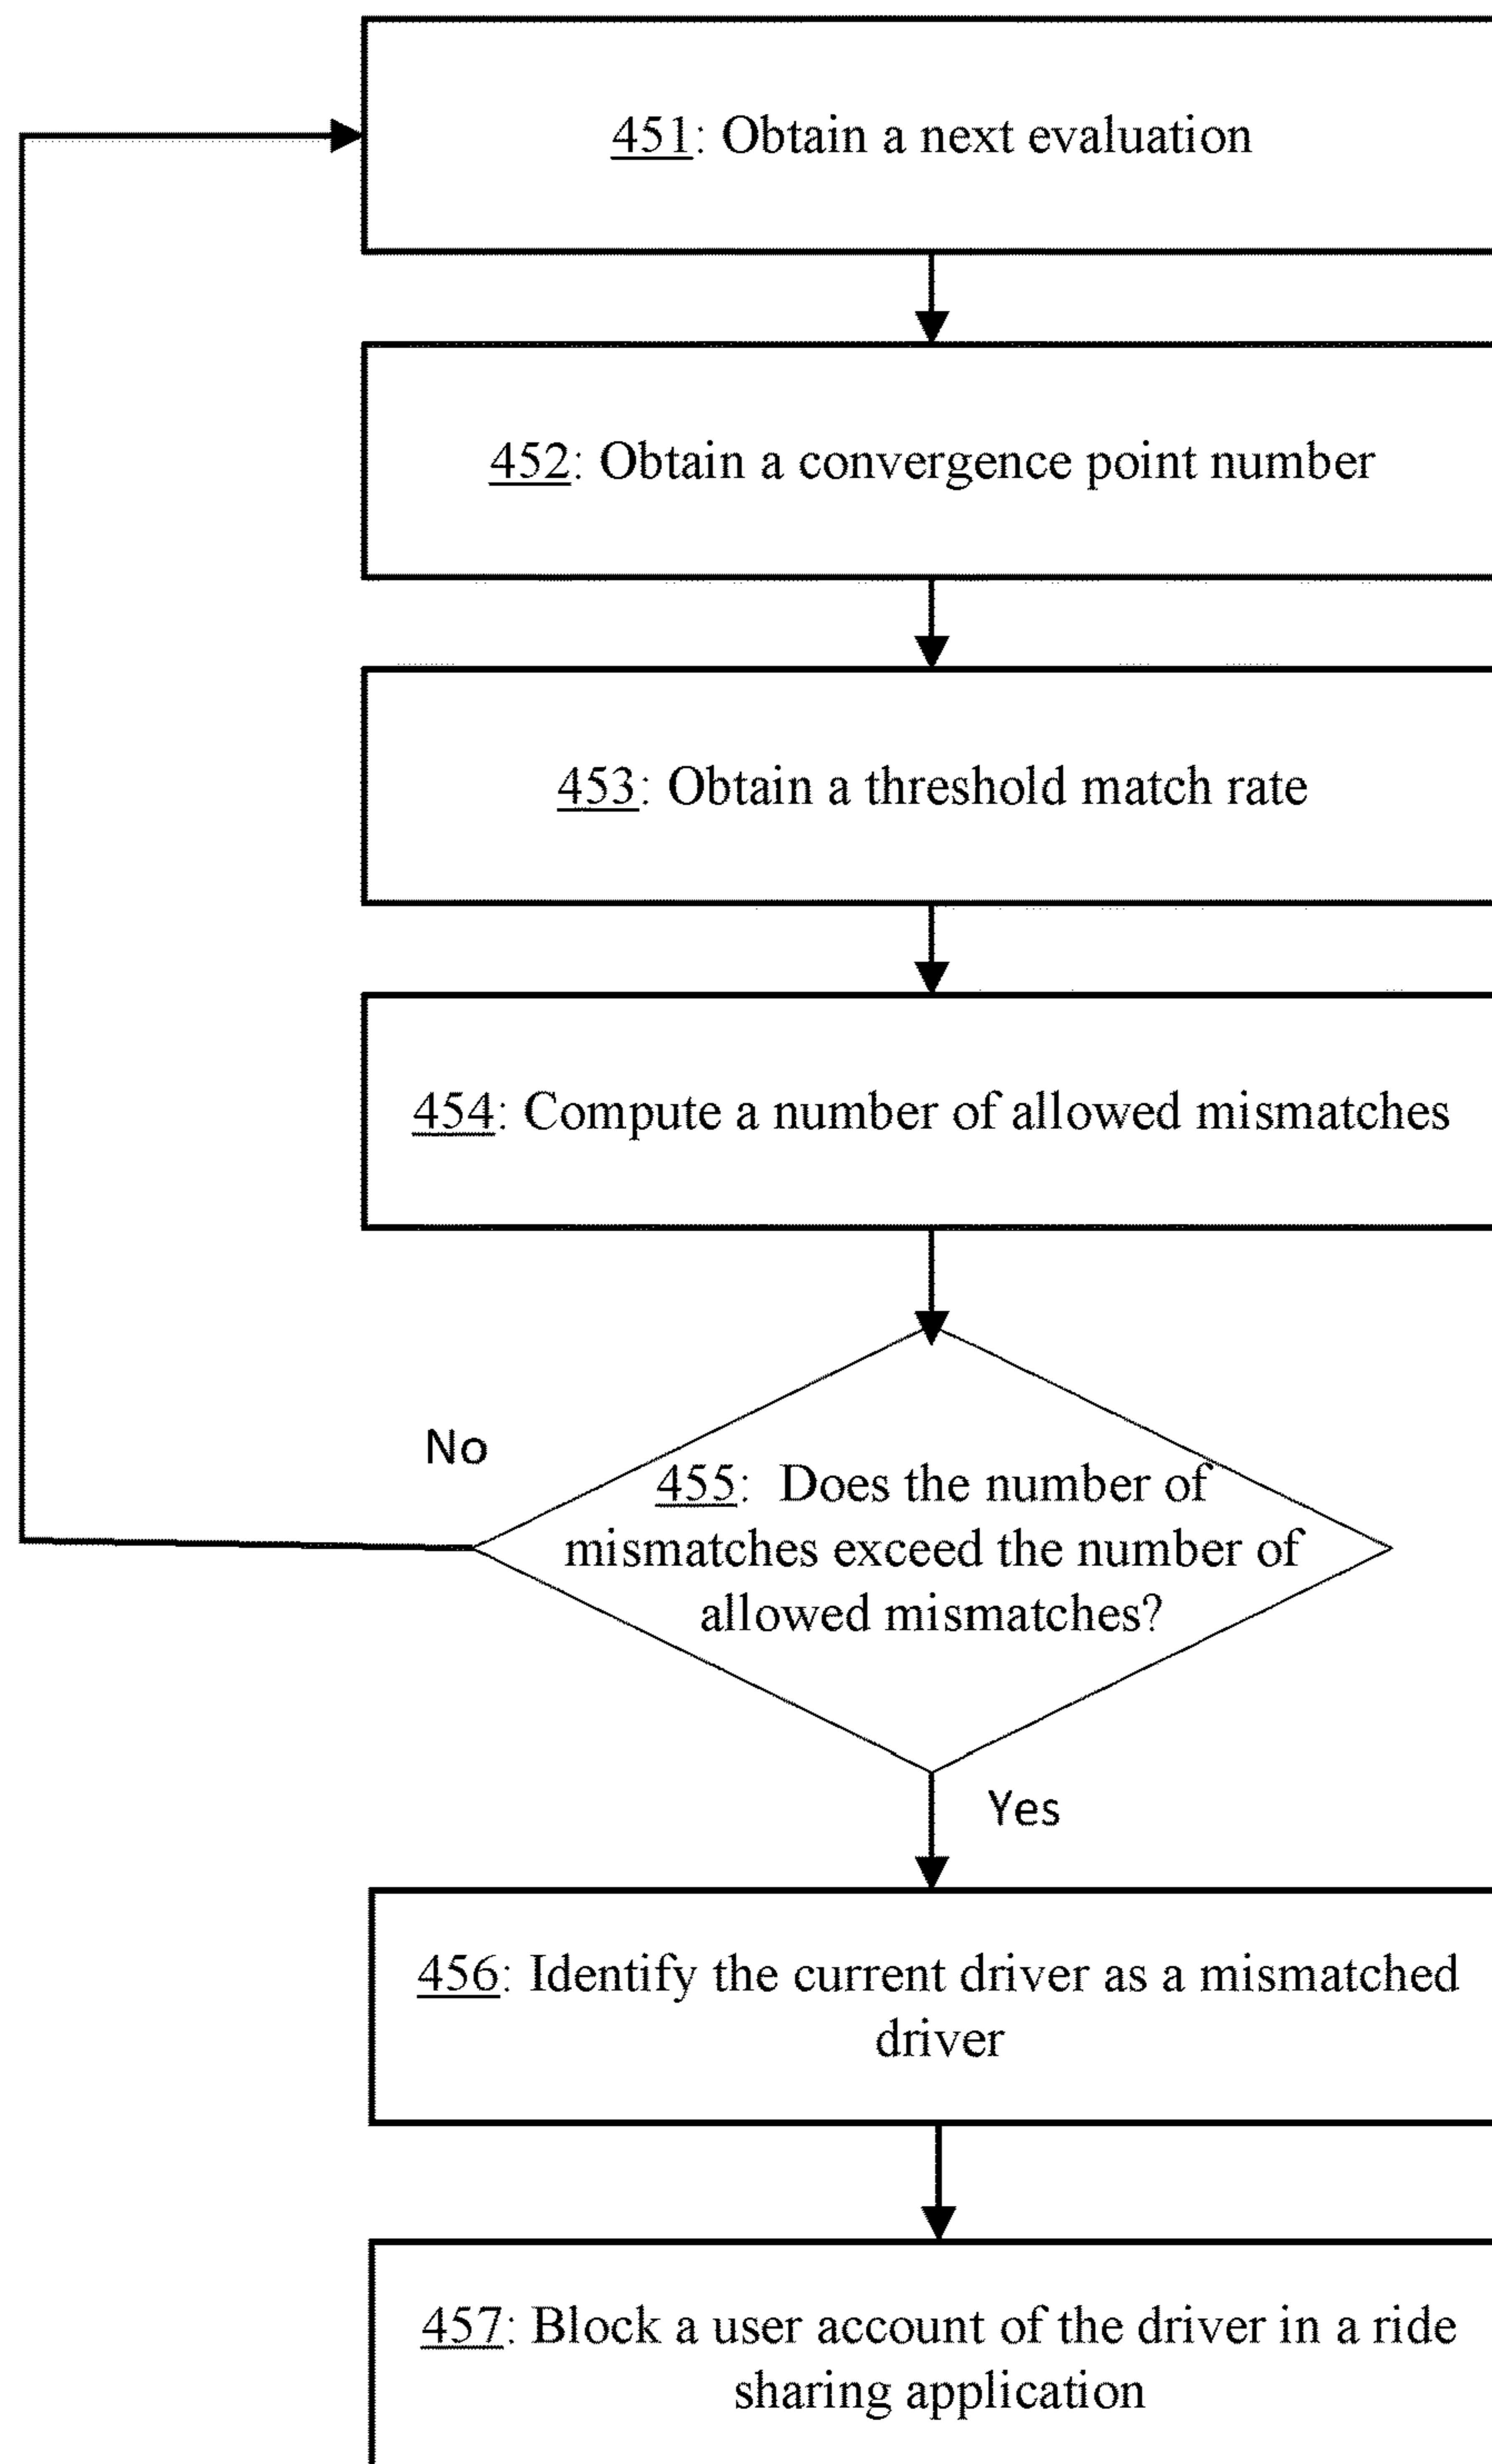 451: Obtain a next evaluation
452: Obtain a convergence point number
453: Obtain a threshold match rate
454: Compute a number of allowed mismatches
No
455: Does the number of
mismatches exceed the number of
allowed mismatches?
Yes
456: Identify the current driver as a mismatched
driver
457: Block a user account of the driver in a ride
sharing application